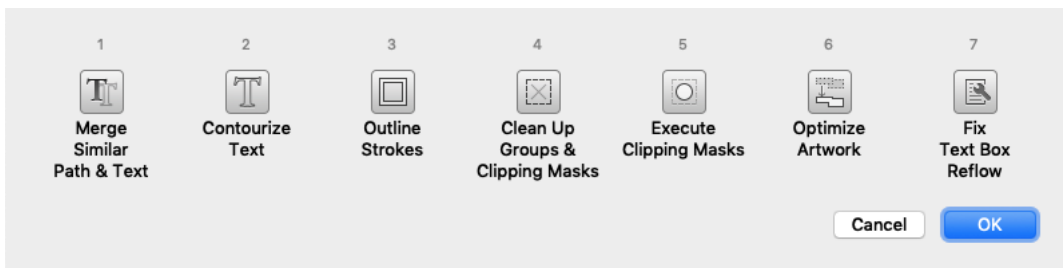 1 2 3 4 5 6 7
Merge
Similar
Path & Text
Contourize
Text
Outline
Strokes
Clean Up
Groups &
Clipping Masks
Execute
Clipping Masks
Optimize
Artwork
Fix
Text Box
Reflow
Cancel OK